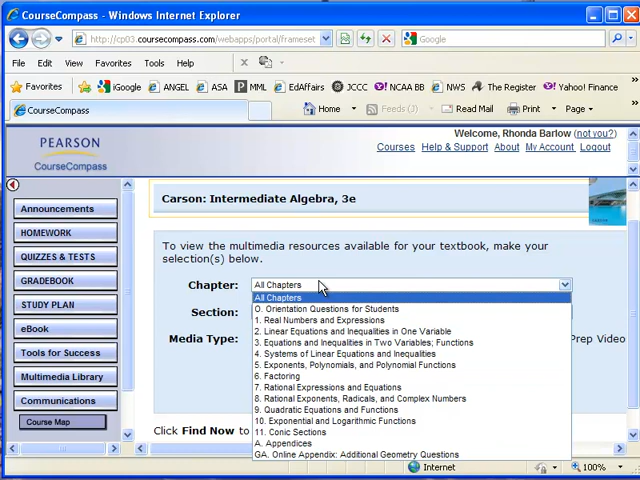 CourseCompass - Windows Internet Explorer
http://cp03.coursecompass.com/webapps/portal/frameset
Google
File Edit View Favorites Tools Help
Favorites iGoogle ANGEL ASA PML EdAffairs JCCC NCAA BB NWS The Register Yahoo! Finance
CourseCompass Home Feeds (3) Read Mail Print Page
Welcome, Rhonda Barlow (not you?)
PEARSON
CourseCompass
Courses Help & Support About My Account Logout
Announcements
HOMEWORK
QUIZZES & TESTS
GRADEBOOK
STUDY PLAN
eBook
Tools for Success
Multimedia Library
Communications
Course Map
Carson: Intermediate Algebra, 3e
To view the multimedia resources available for your textbook, make your
selection(s) below.
Chapter: All Chapters
Section:
Media Type:
All Chapters
O. Orientation Questions for Students
1. Real Numbers and Expressions
2. Linear Equations and Inequalities in One Variable
3. Equations and Inequalities in Two Variables; Functions
4. Systems of Linear Equations and Inequalities
5. Exponents, Polynomials, and Polynomial Functions
6. Factoring
7. Rational Expressions and Equations
8. Rational Exponents, Radicals, and Complex Numbers
9. Quadratic Equations and Functions
10. Exponential and Logarithmic Functions
11. Conic Sections
A. Appendices
GA. Online Appendix: Additional Geometry Questions
Prep Video
Click Find Now to
Internet 100%